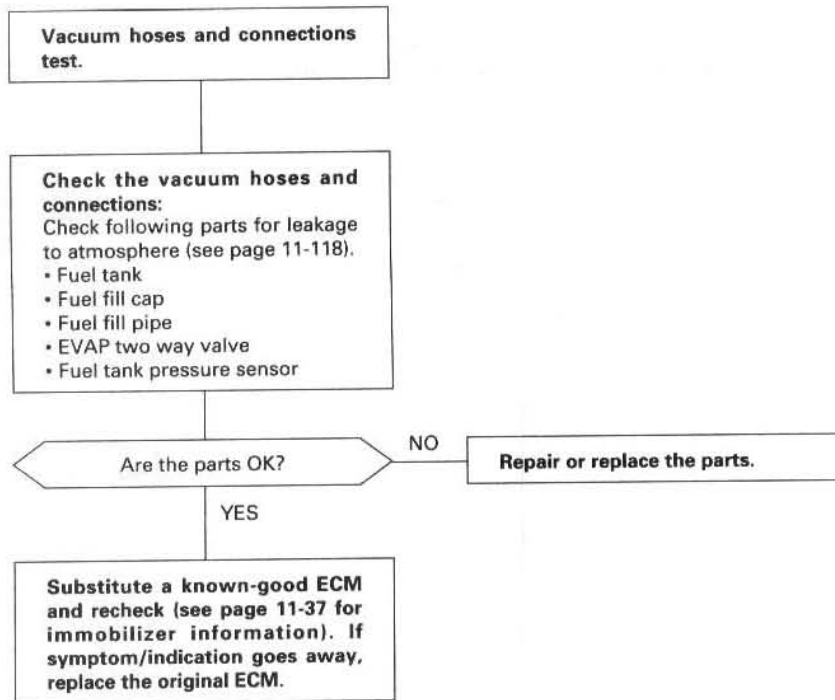 Vacuum hoses and connections
test.
Check the vacuum hoses and
connections:
Check following parts for leakage
to atmosphere (see page 11-118).
• Fuel tank
• Fuel fill cap
• Fuel fill pipe
• EVAP two way valve
• Fuel tank pressure sensor
Are the parts OK?
NO
Repair or replace the parts.
YES
Substitute a known-good ECM
and recheck (see page 11-37 for
immobilizer information). If
symptom/indication goes away,
replace the original ECM.